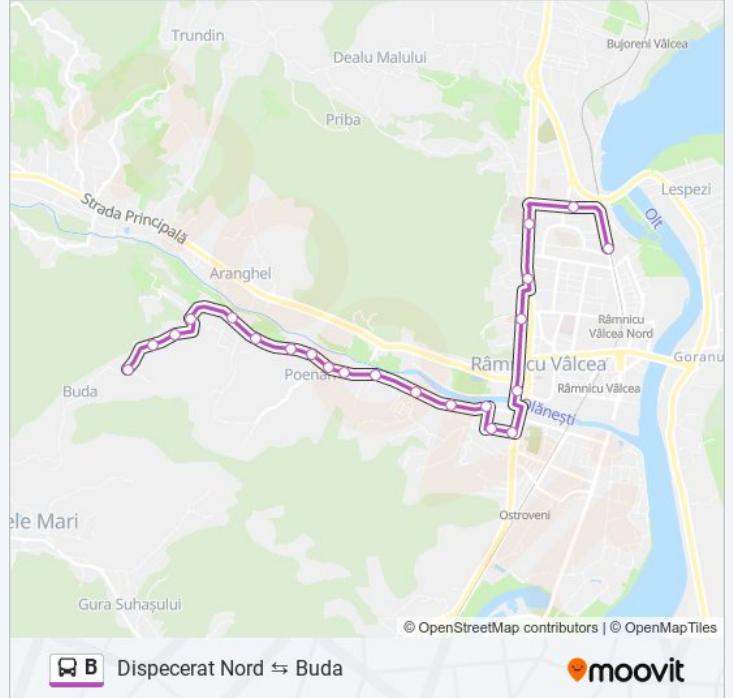 Trundin
Bujoreni Vâlcea
Dealu Malului
Priba
Lespezi
Strada Principală
Olt
Aranghel
Râmnicu
Vâlcea Nord
Râmnicu Vâlcea
Goranu
Poenari
Buda
Râmnicu Vâlcea
lănești
Ostroveni
ele Mari
Gura Suhașului
© OpenStreetMap contributors | © OpenMapTiles
B Dispecerat Nord ⇆ Buda
moovit